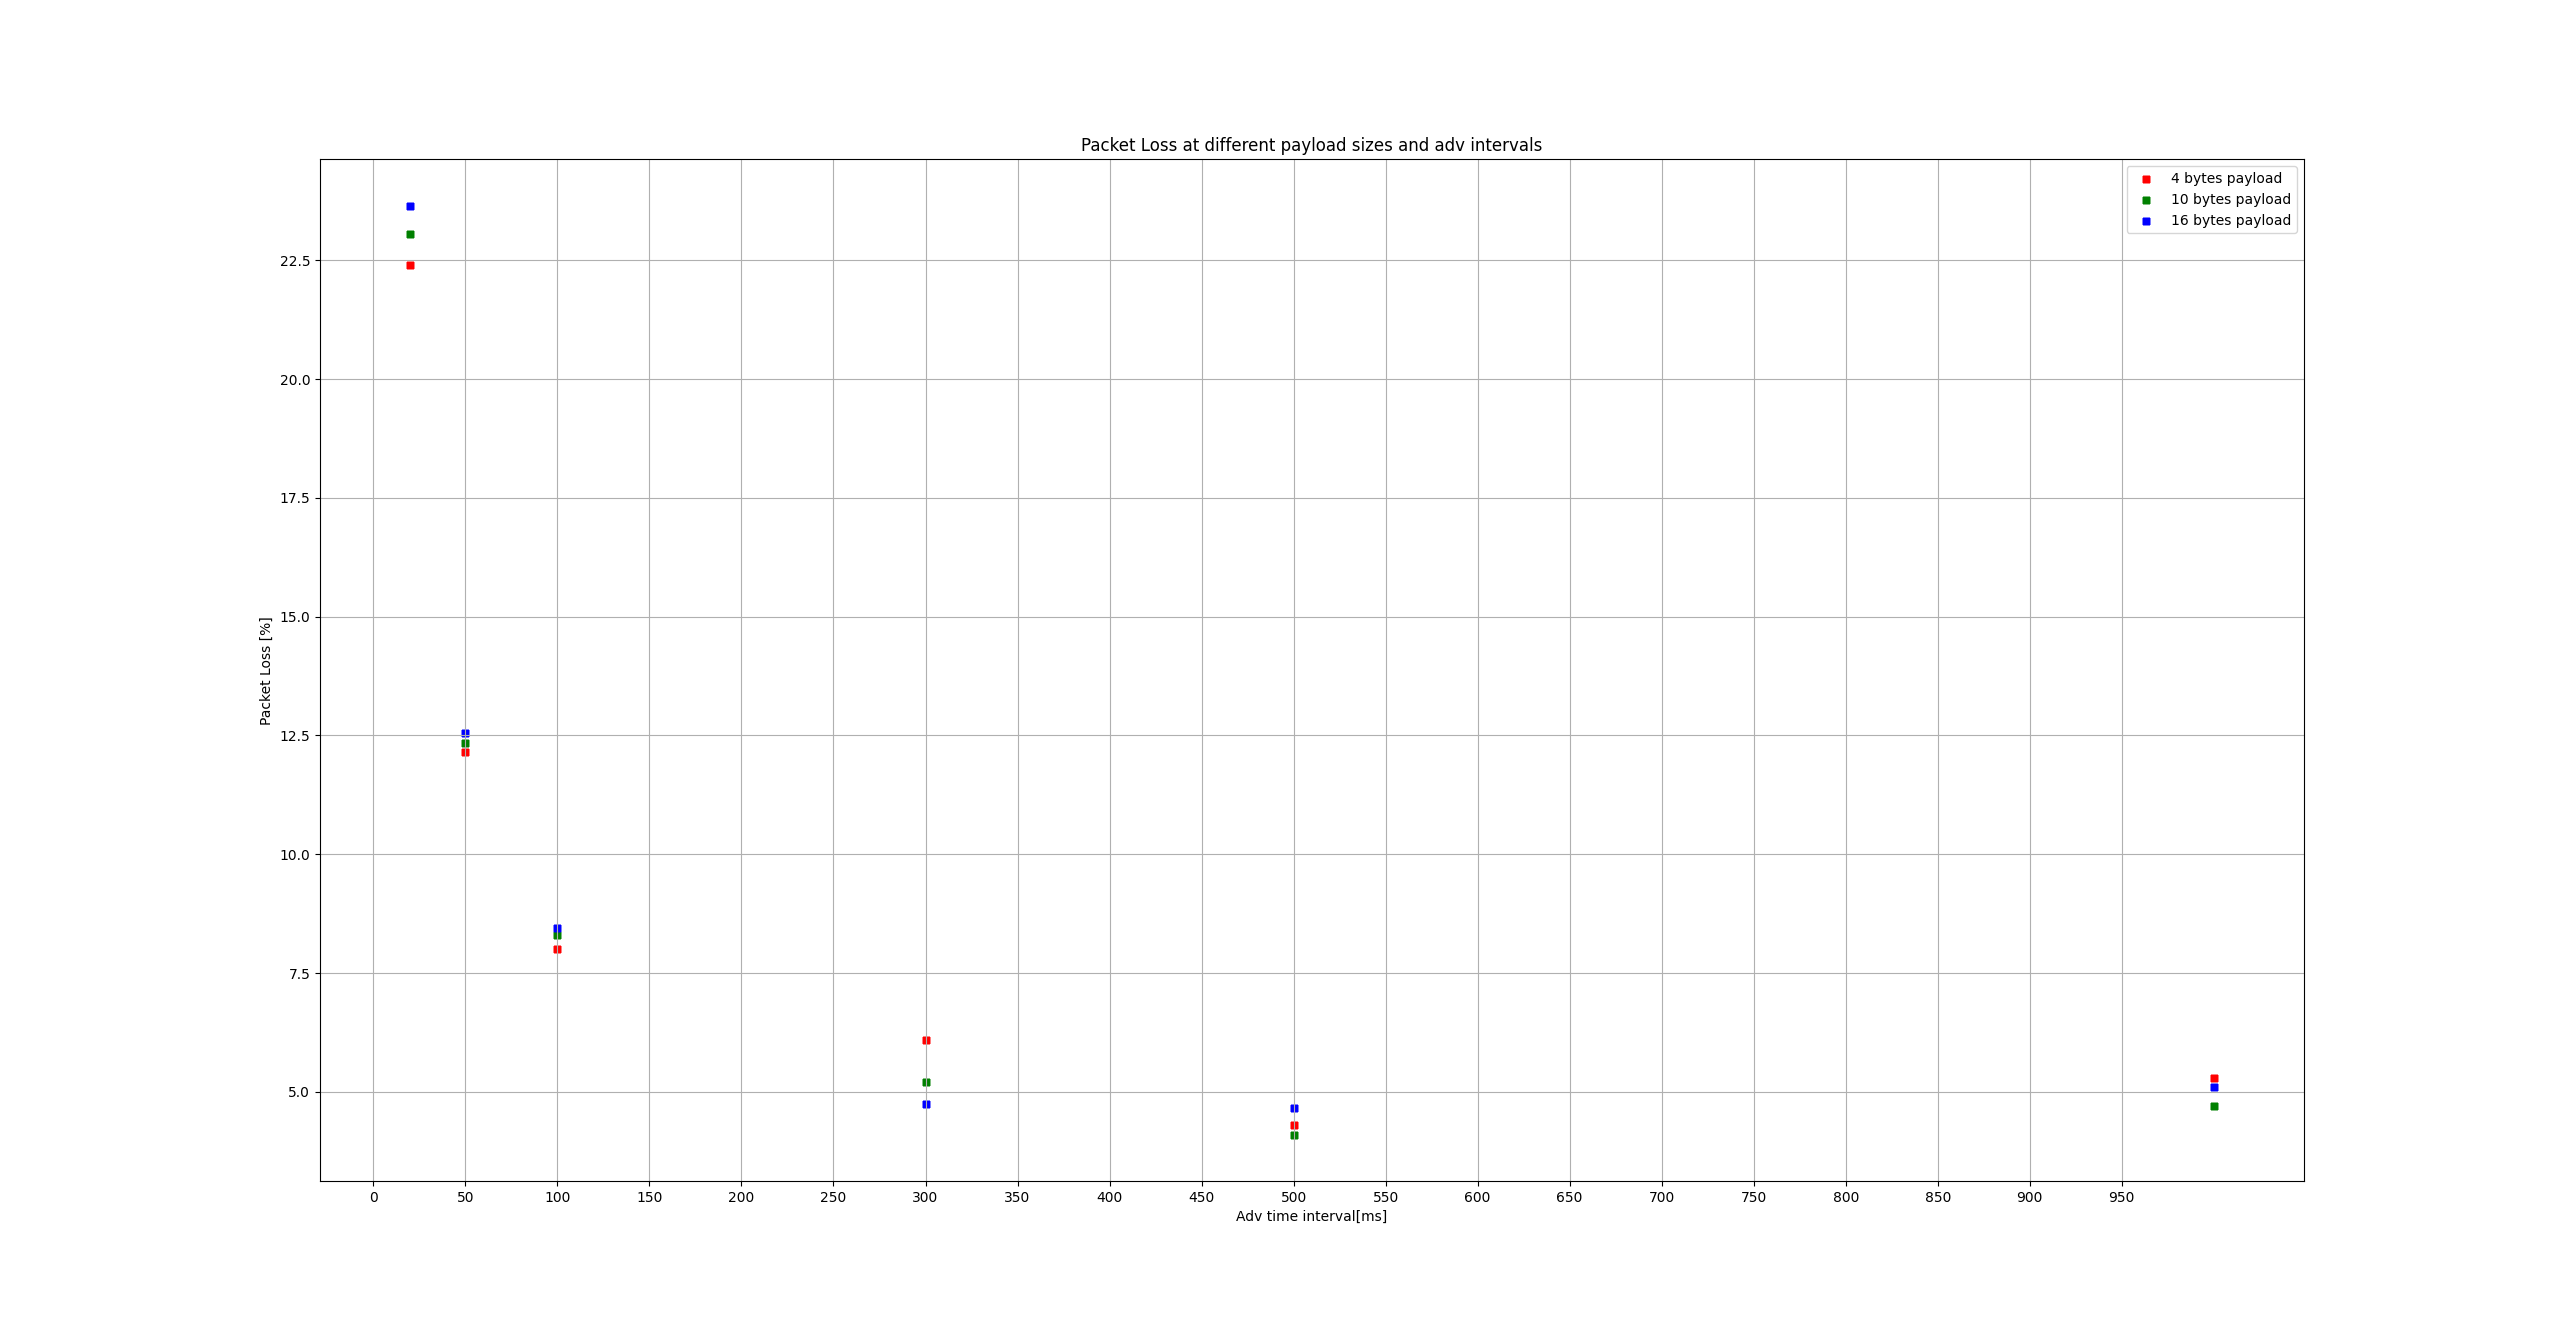 Packet Loss at different payload sizes and adv intervals
4 bytes payload
10 bytes payload
16 bytes payload
22.5
20.0
17.5
15.0
12.5
10.0
7.5
5.0
Packet Loss [%]
0 50 100 150 200 250 300 350 400 450 500 550 600 650 700 750 800 850 900 950
Adv time interval[ms]